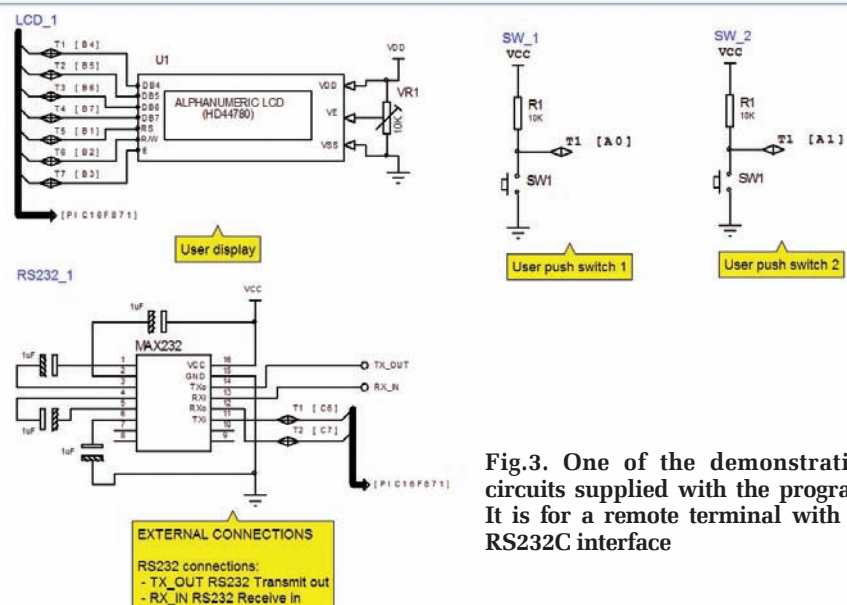 LCD_1
T1 [B4]
T2 [B5]
T3 [B6]
T4 [B7]
T5 [B1]
T6 [B2]
T7 [B3]
[PIC16F871]
U1
DB4
DB5
DB6
DB7
RS
R/W
E
ALPHANUMERIC LCD
(HD44780)
VDD
VE
VSS
VDD
VR1
10K
User display
SW_1
VCC
R1
10K
T1 [A0]
SW1
User push switch 1
SW_2
VCC
R1
10K
T1 [A1]
SW1
User push switch 2
RS232_1
VCC
1uF
MAX232
1uF
1uF
1uF
1
2
3
4
5
6
7
8
VCC 16
GND 15
TXo 14
RXI 13
RXo 12
TXI 11
10
9
TX_OUT
RX_IN
T1 [C6]
T2 [C7]
[PIC16F871]
EXTERNAL CONNECTIONS
RS232 connections:
- TX_OUT RS232 Transmit out
- RX_IN RS232 Receive in
Fig.3. One of the demonstrati
circuits supplied with the progra
It is for a remote terminal with
RS232C interface